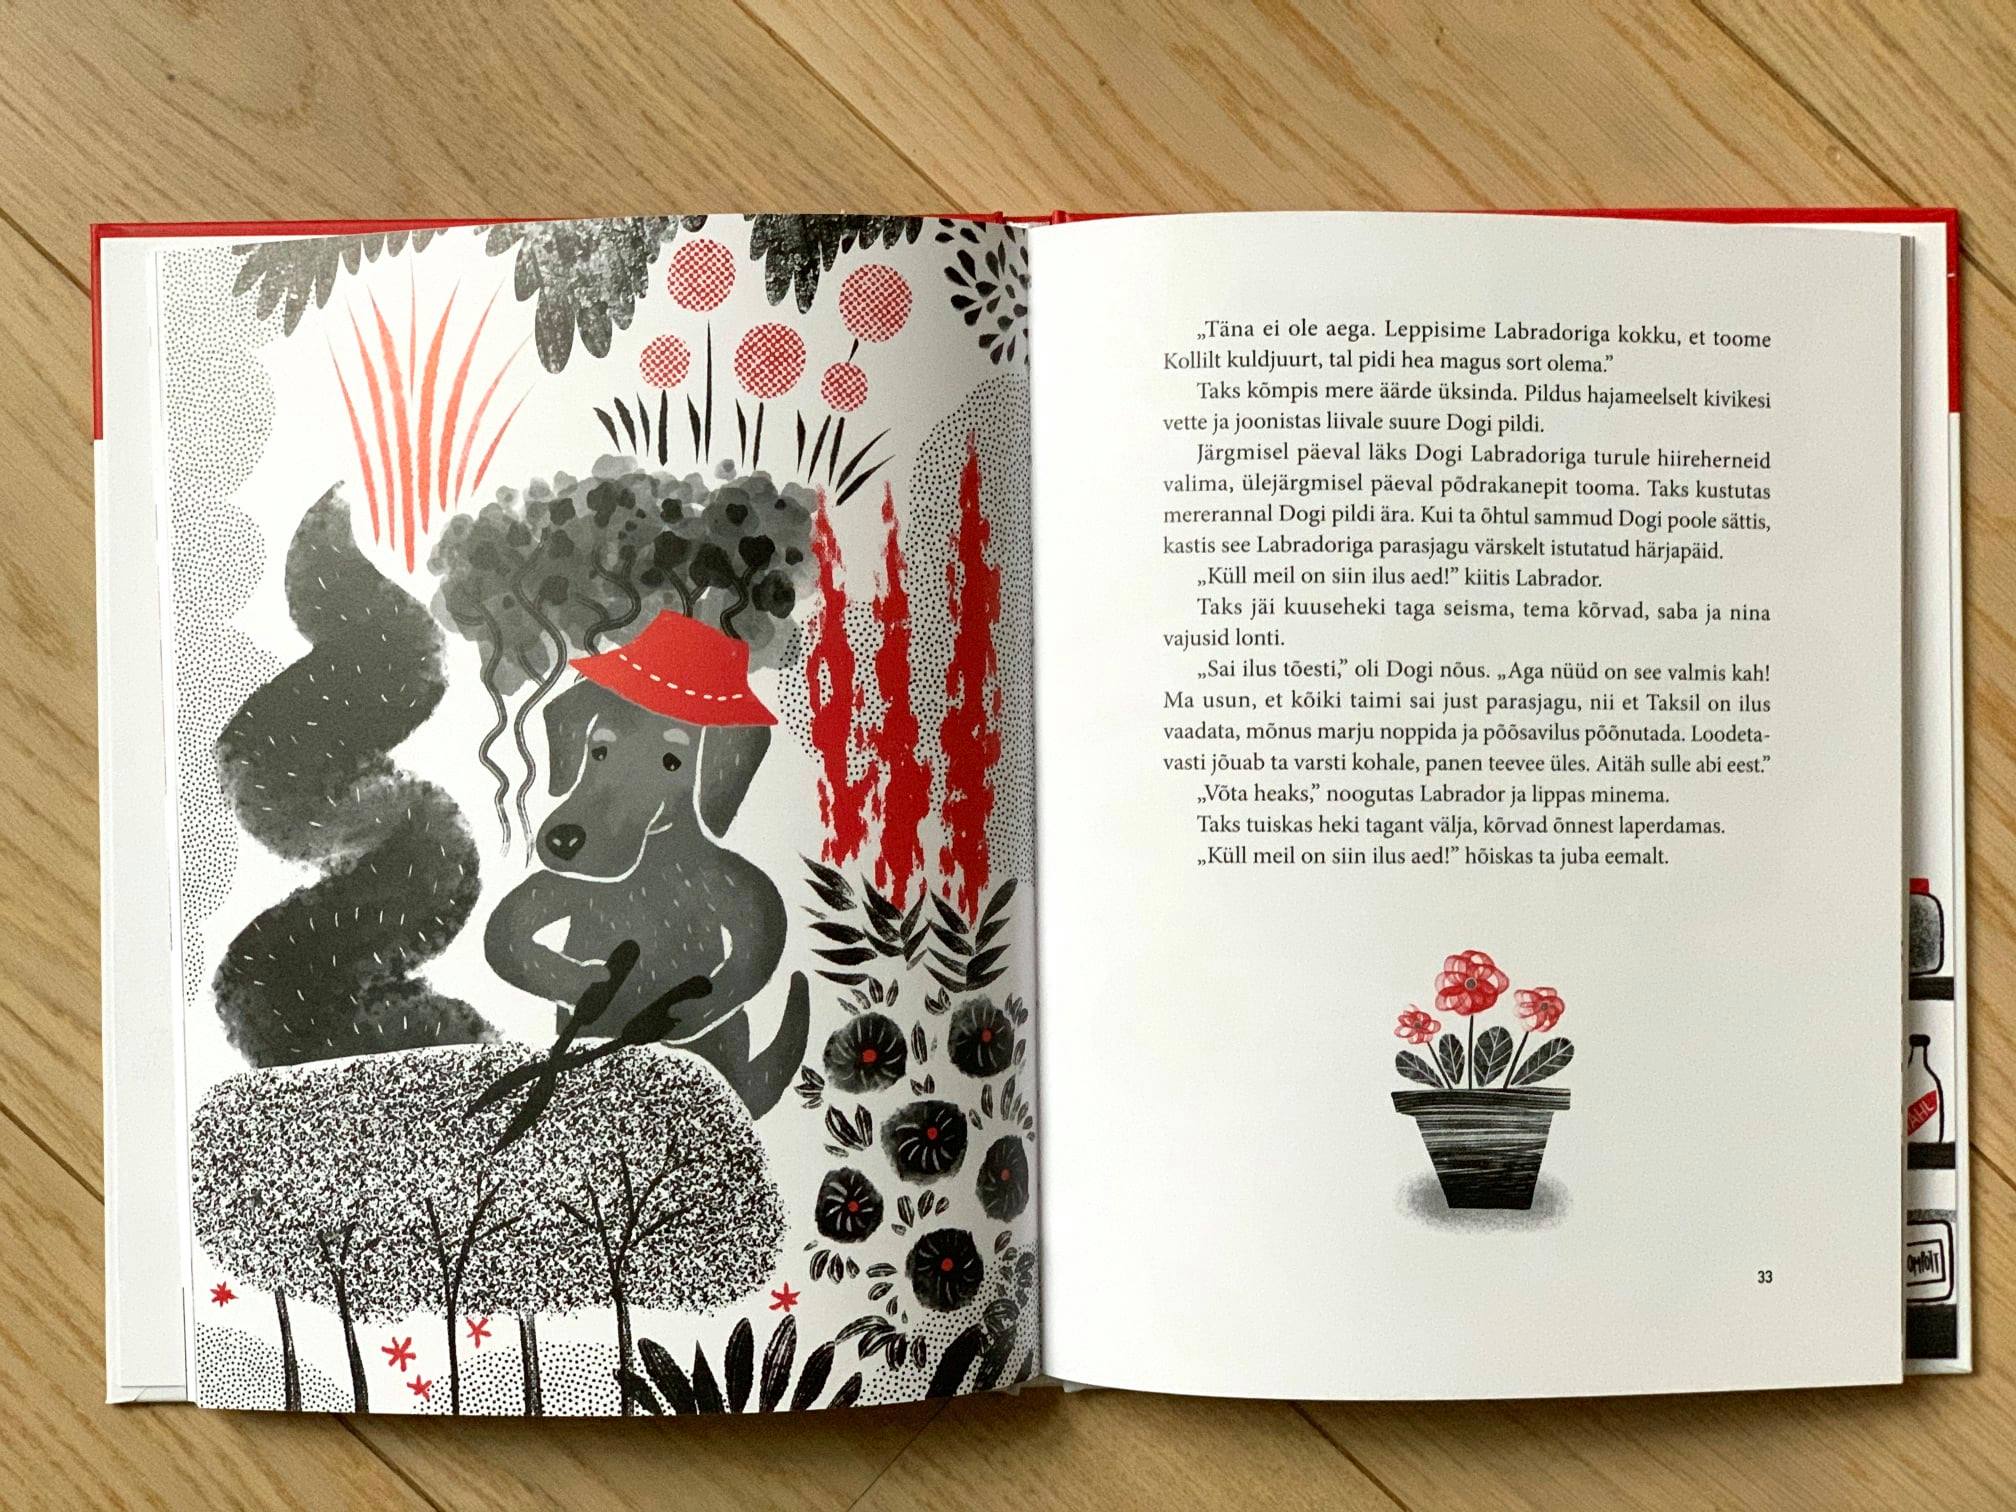 „Täna ei ole aega. Leppisime Labradoriga kokku, et toome
Kollilt kuldjuurt, tal pidi hea magus sort olema.”
Taks kõmpis mere äärde üksinda. Pildus hajameelselt kivikesi
vette ja joonistas liivale suure Dogi pildi.
Järgmisel päeval läks Dogi Labradoriga turule hiireherneid
valima, ülejärgmisel päeval põdrakanepit tooma. Taks kustutas
mererannal Dogi pildi ära. Kui ta õhtul sammud Dogi poole sättis,
kastis see Labradoriga parasjagu värskelt istutatud härjapäid.
„Küll meil on siin ilus aed!” kiitis Labrador.
Taks jäi kuuseheki taga seisma, tema kõrvad, saba ja nina
vajusid lonti.
„Sai ilus tõesti,” oli Dogi nõus. „Aga nüüd on see valmis kah!
Ma usun, et kõiki taimi sai just parasjagu, nii et Taksil on ilus
vaadata, mõnus marju noppida ja põõsavilus põõnutada. Loodeta-
vasti jõuab ta varsti kohale, panen teevee üles. Aitäh sulle abi eest.”
„Võta heaks,” noogutas Labrador ja lippas minema.
Taks tuiskas heki tagant välja, kõrvad õnnest laperdamas.
„Küll meil on siin ilus aed!” hõiskas ta juba eemalt.
33